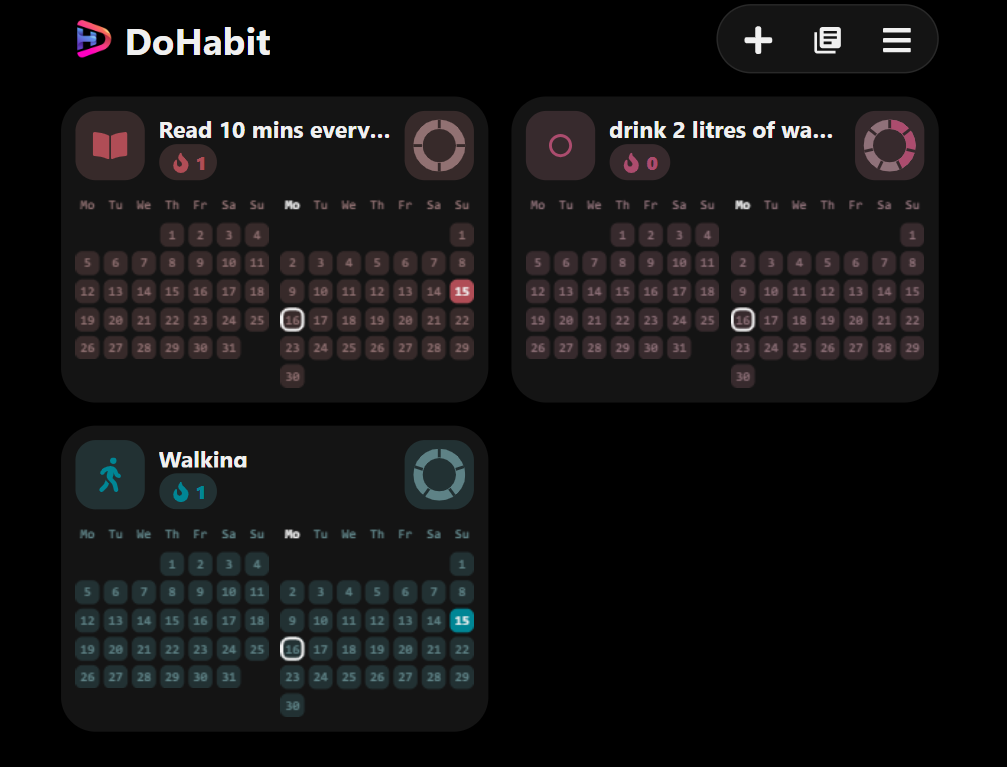 DoHabit
Read 10 mins every...
1
Mo Tu We Th Fr Sa Su Mo Tu We Th Fr Sa Su
1 2 3 4 1
5 6 7 8 9 10 11 2 3 4 5 6 7 8
12 13 14 15 16 17 18 9 10 11 12 13 14 15
19 20 21 22 23 24 25 16 17 18 19 20 21 22
26 27 28 29 30 31 23 24 25 26 27 28 29
30
drink 2 litres of wa...
0
Mo Tu We Th Fr Sa Su Mo Tu We Th Fr Sa Su
1 2 3 4 1
5 6 7 8 9 10 11 2 3 4 5 6 7 8
12 13 14 15 16 17 18 9 10 11 12 13 14 15
19 20 21 22 23 24 25 16 17 18 19 20 21 22
26 27 28 29 30 31 23 24 25 26 27 28 29
30
Walking
1
Mo Tu We Th Fr Sa Su Mo Tu We Th Fr Sa Su
1 2 3 4 1
5 6 7 8 9 10 11 2 3 4 5 6 7 8
12 13 14 15 16 17 18 9 10 11 12 13 14 15
19 20 21 22 23 24 25 16 17 18 19 20 21 22
26 27 28 29 30 31 23 24 25 26 27 28 29
30